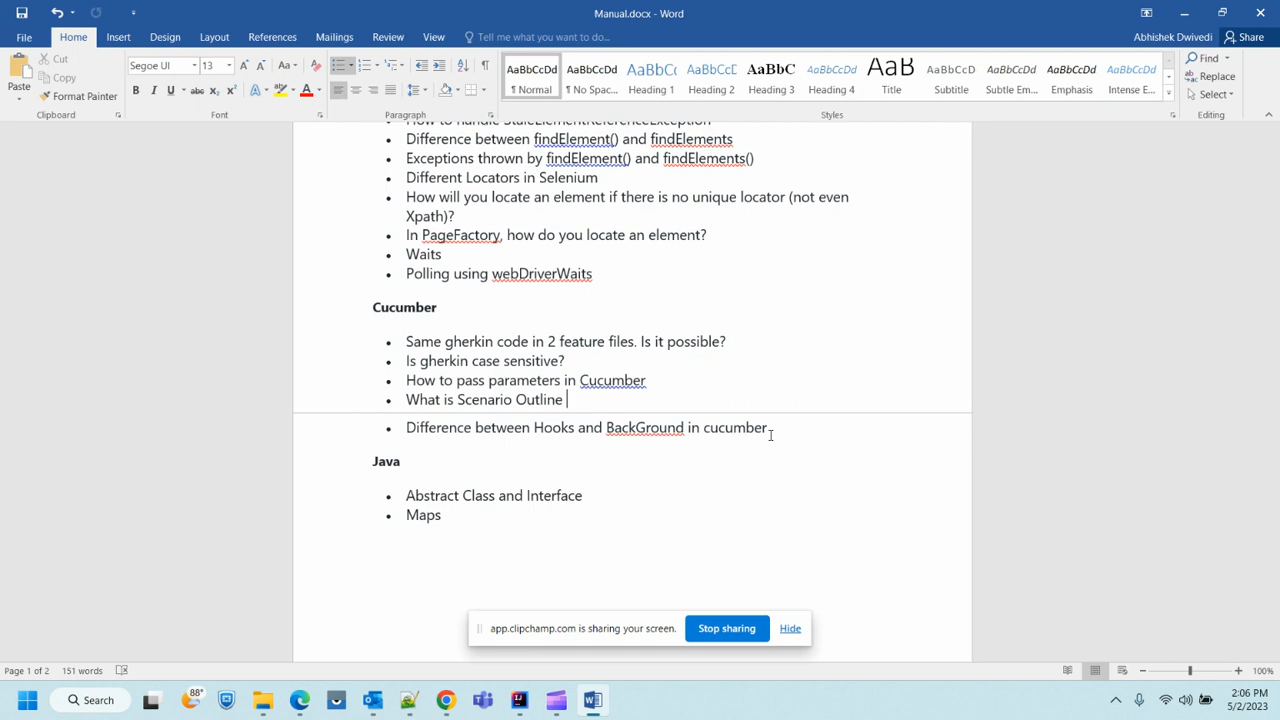 Manual.docx - Word
File Home Insert Design Layout References Mailings Review View Tell me what you want to do... Abhishek Dwivedi Share
Paste
Cut
Copy
Format Painter
Clipboard
Segoe UI 13
Font
Paragraph
AaBbCcDd AaBbCcDd AaBbCc AaBbCcD AaBbC AaBbCcDd AaB AaBbCcD AaBbCcDd AaBbCcDd AaBbCcDd
¶ Normal ¶ No Spac... Heading 1 Heading 2 Heading 3 Heading 4 Title Subtitle Subtle Em... Emphasis Intense E...
Styles
Find
Replace
Select
Editing
How to handle StaleElementReferenceException
• Difference between findElement() and findElements
• Exceptions thrown by findElement() and findElements()
• Different Locators in Selenium
• How will you locate an element if there is no unique locator (not even
Xpath)?
• In PageFactory, how do you locate an element?
• Waits
• Polling using webDriverWaits
Cucumber
• Same gherkin code in 2 feature files. Is it possible?
• Is gherkin case sensitive?
• How to pass parameters in Cucumber
• What is Scenario Outline
• Difference between Hooks and BackGround in cucumber
Java
• Abstract Class and Interface
• Maps
app.clipchamp.com is sharing your screen. Stop sharing Hide
Page 1 of 2 151 words 100%
Search 88° 2:06 PM
5/2/2023